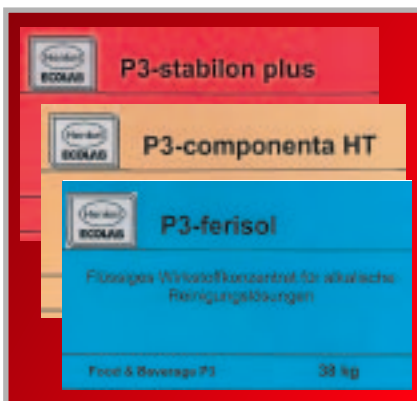 Henkel
ECOLAB
P3-stabilon plus
Henkel
ECOLAB
P3-componenta HT
Henkel
ECOLAB
P3-ferisol
Flüssiges Wirkstoffkonzentrat für alkalische
Reinigungslösungen
Food & Beverage P3 38 kg